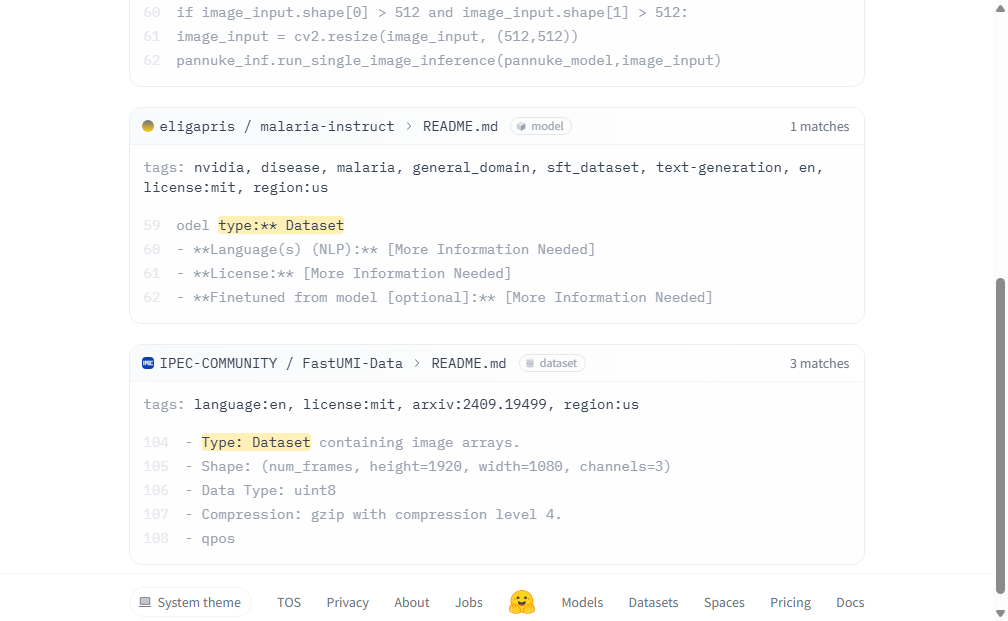 60 if image_input.shape[0] > 512 and image_input.shape[1] > 512:
61 image_input = cv2.resize(image_input, (512,512))
62 pannuke_inf.run_single_image_inference(pannuke_model,image_input)
eligapris / malaria-instruct > README.md model 1 matches
tags: nvidia, disease, malaria, general_domain, sft_dataset, text-generation, en,
license:mit, region:us
59 odel type:** Dataset
60 - **Language(s) (NLP):** [More Information Needed]
61 - **License:** [More Information Needed]
62 - **Finetuned from model [optional]:** [More Information Needed]
IPEC IPEC-COMMUNITY / FastUMI-Data > README.md dataset 3 matches
tags: language:en, license:mit, arxiv:2409.19499, region:us
104 - Type: Dataset containing image arrays.
105 - Shape: (num_frames, height=1920, width=1080, channels=3)
106 - Data Type: uint8
107 - Compression: gzip with compression level 4.
108 - qpos
System theme TOS Privacy About Jobs Models Datasets Spaces Pricing Docs